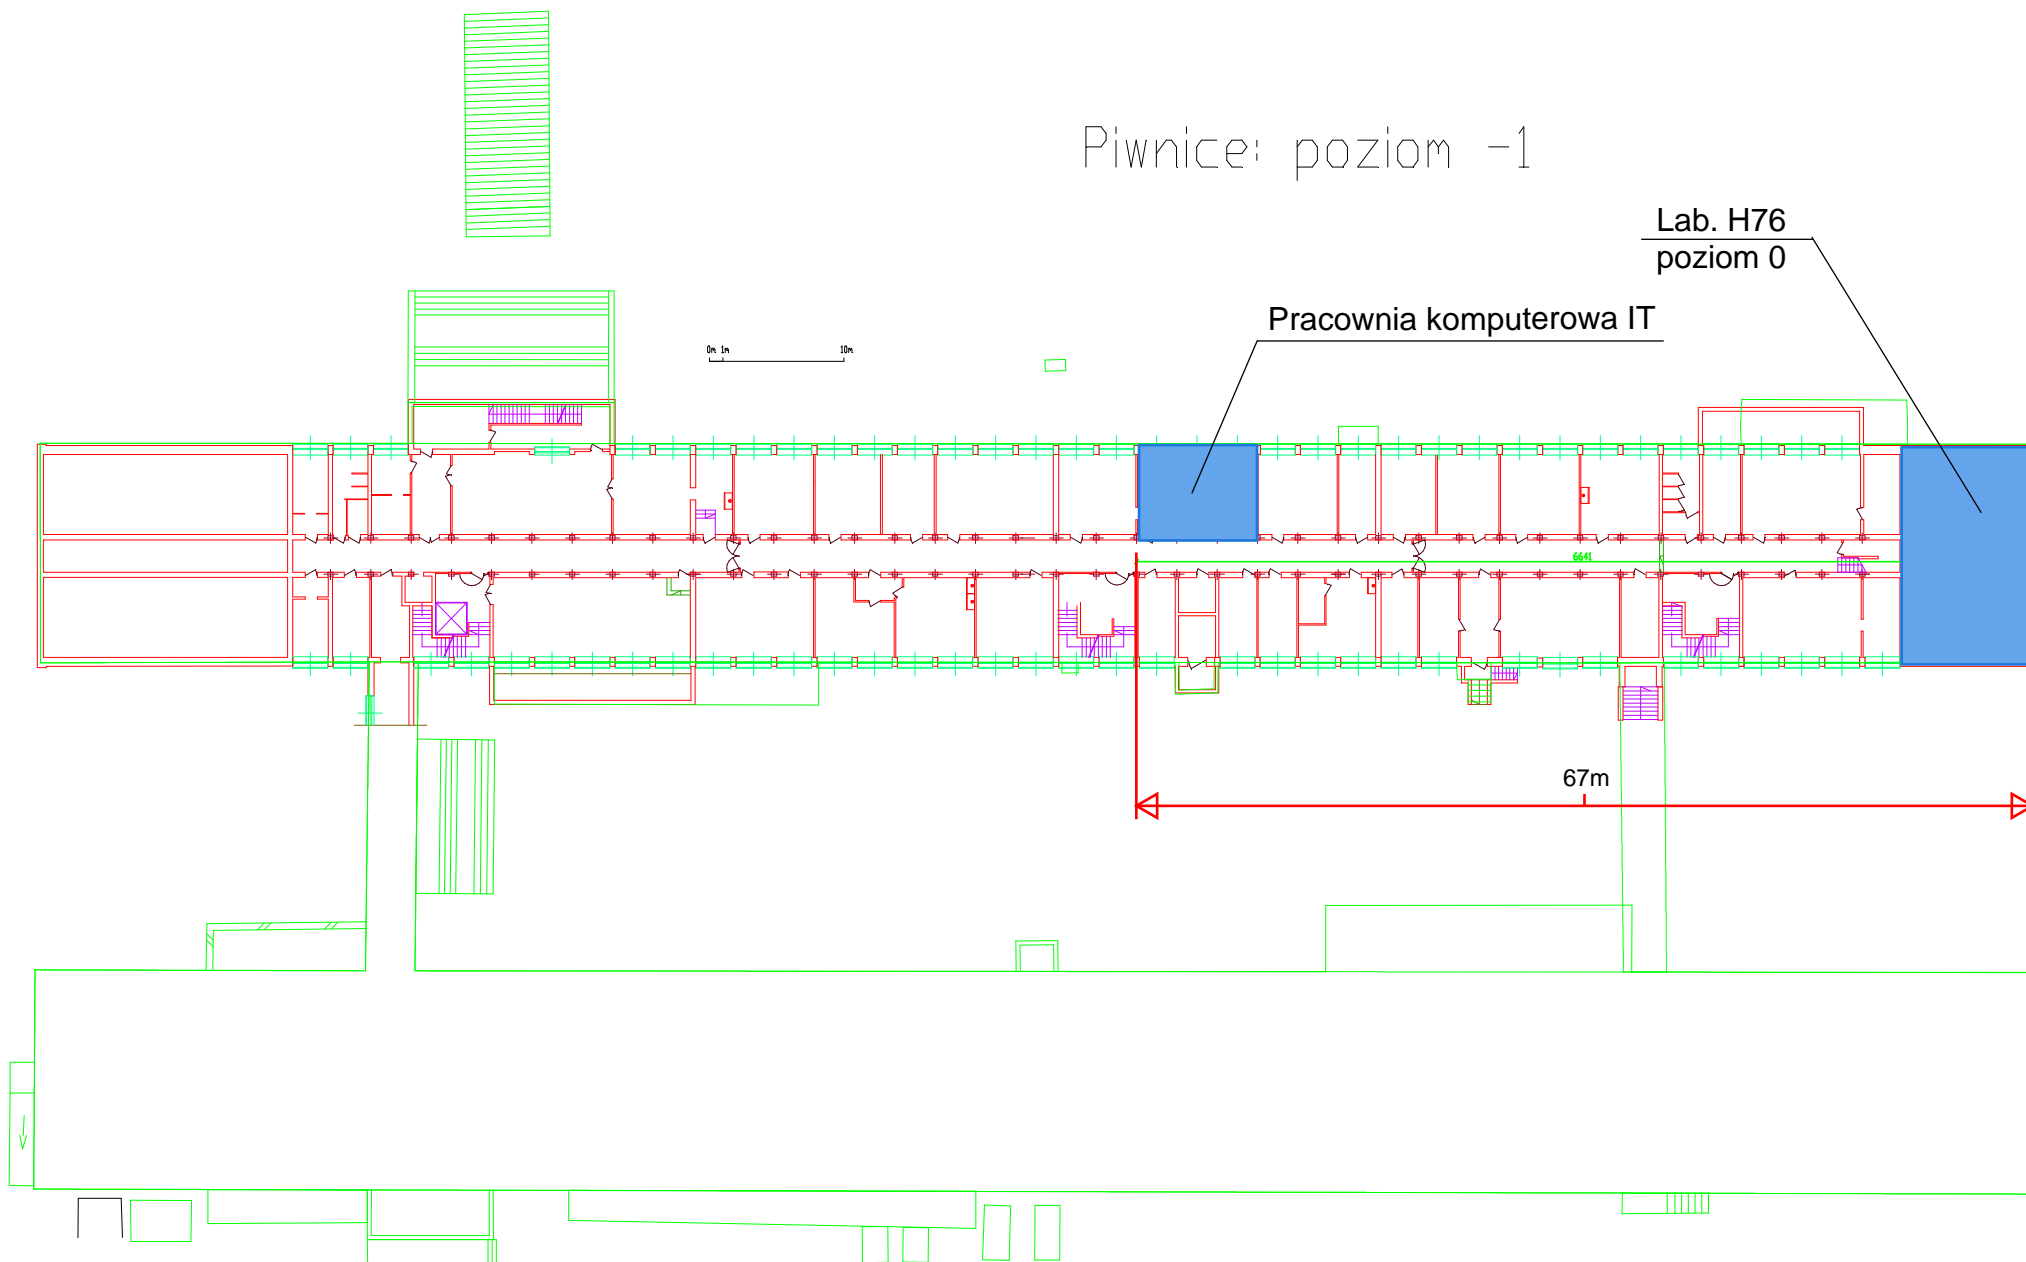 Piwnice: poziom -1
Lab. H76
poziom 0
Pracownia komputerowa IT
0m 1m 10m
6641
67m